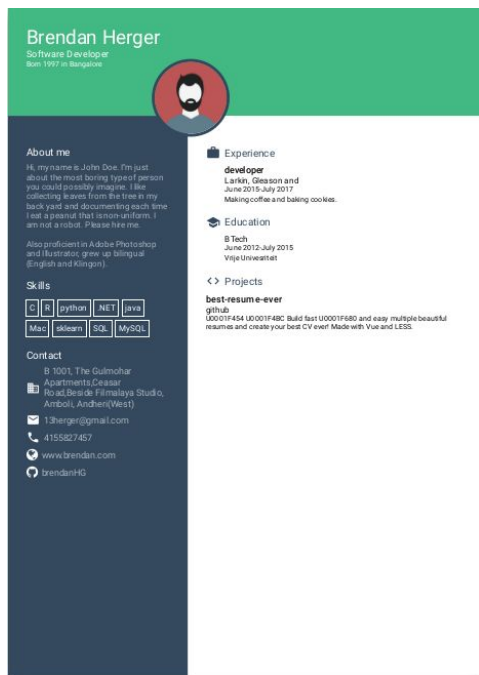 Brendan Herger
Software Developer
Born 1997 in Bangalore
About me
Hi, my name is John Doe. I'm just
about the most boring type of person
you could possibly imagine. I like
collecting leaves from the tree in my
back yard and documenting each time
I eat a peanut that is non-uniform. I
am not a robot. Please hire me.
Also proficient in Adobe Photoshop
and Illustrator, grew up bilingual
(English and Klingon).
Skills
C R python .NET java
Mac sklearn SQL MySQL
Contact
B 1001, The Gulmohar
Apartments,Ceasar
Road,Beside Filmalaya Studio,
Amboli, Andheri(West)
13herger@gmail.com
4155827457
www.brendan.com
brendanHG
Experience
developer
Larkin, Gleason and
June 2015-July 2017
Making coffee and baking cookies.
Education
B Tech
June 2012-July 2015
Vrije Univesriteit
Projects
best-resume-ever
github
U0001F454 U0001F4BC Build fast U0001F680 and easy multiple beautiful
resumes and create your best CV ever! Made with Vue and LESS.